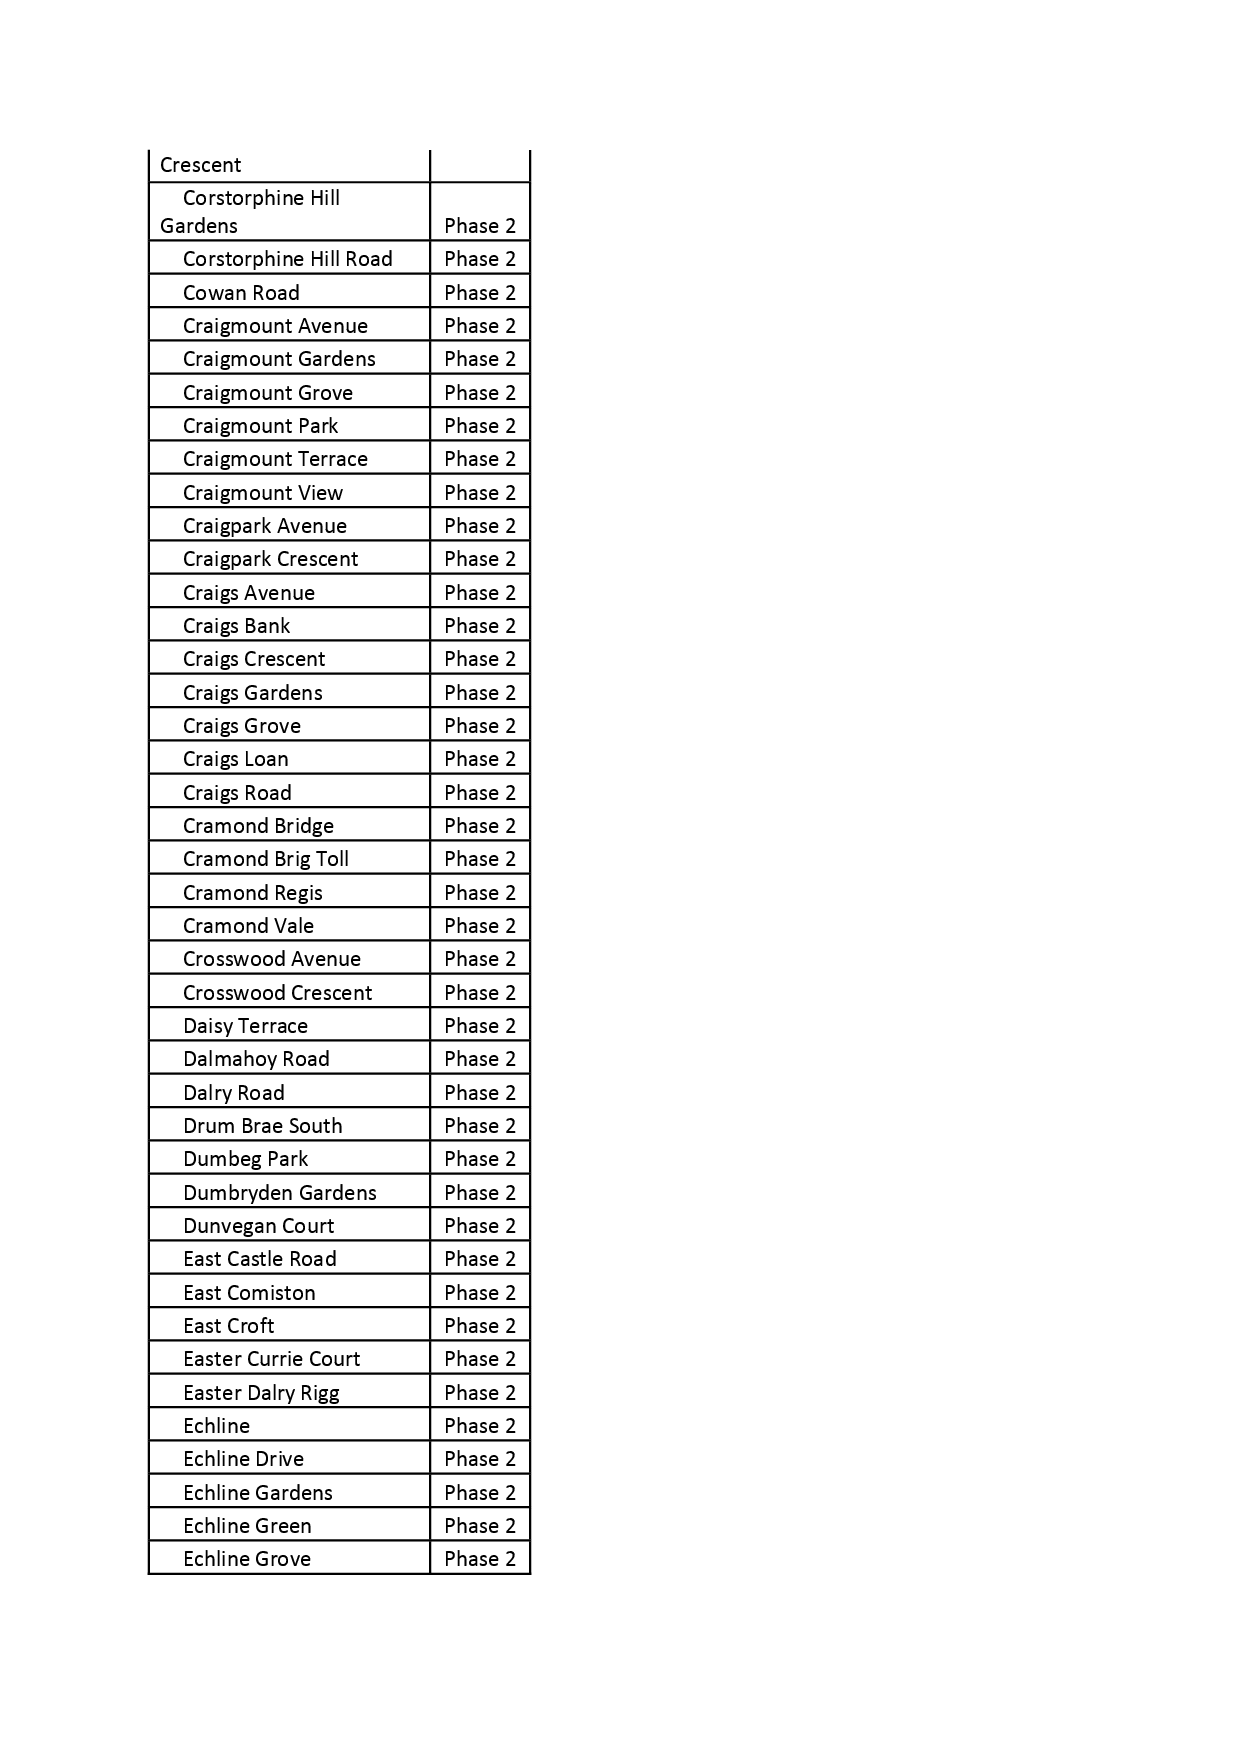 Crescent
Corstorphine Hill
Gardens Phase 2
Corstorphine Hill Road Phase 2
Cowan Road Phase 2
Craigmount Avenue Phase 2
Craigmount Gardens Phase 2
Craigmount Grove Phase 2
Craigmount Park Phase 2
Craigmount Terrace Phase 2
Craigmount View Phase 2
Craigpark Avenue Phase 2
Craigpark Crescent Phase 2
Craigs Avenue Phase 2
Craigs Bank Phase 2
Craigs Crescent Phase 2
Craigs Gardens Phase 2
Craigs Grove Phase 2
Craigs Loan Phase 2
Craigs Road Phase 2
Cramond Bridge Phase 2
Cramond Brig Toll Phase 2
Cramond Regis Phase 2
Cramond Vale Phase 2
Crosswood Avenue Phase 2
Crosswood Crescent Phase 2
Daisy Terrace Phase 2
Dalmahoy Road Phase 2
Dalry Road Phase 2
Drum Brae South Phase 2
Dumbeg Park Phase 2
Dumbryden Gardens Phase 2
Dunvegan Court Phase 2
East Castle Road Phase 2
East Comiston Phase 2
East Croft Phase 2
Easter Currie Court Phase 2
Easter Dalry Rigg Phase 2
Echline Phase 2
Echline Drive Phase 2
Echline Gardens Phase 2
Echline Green Phase 2
Echline Grove Phase 2